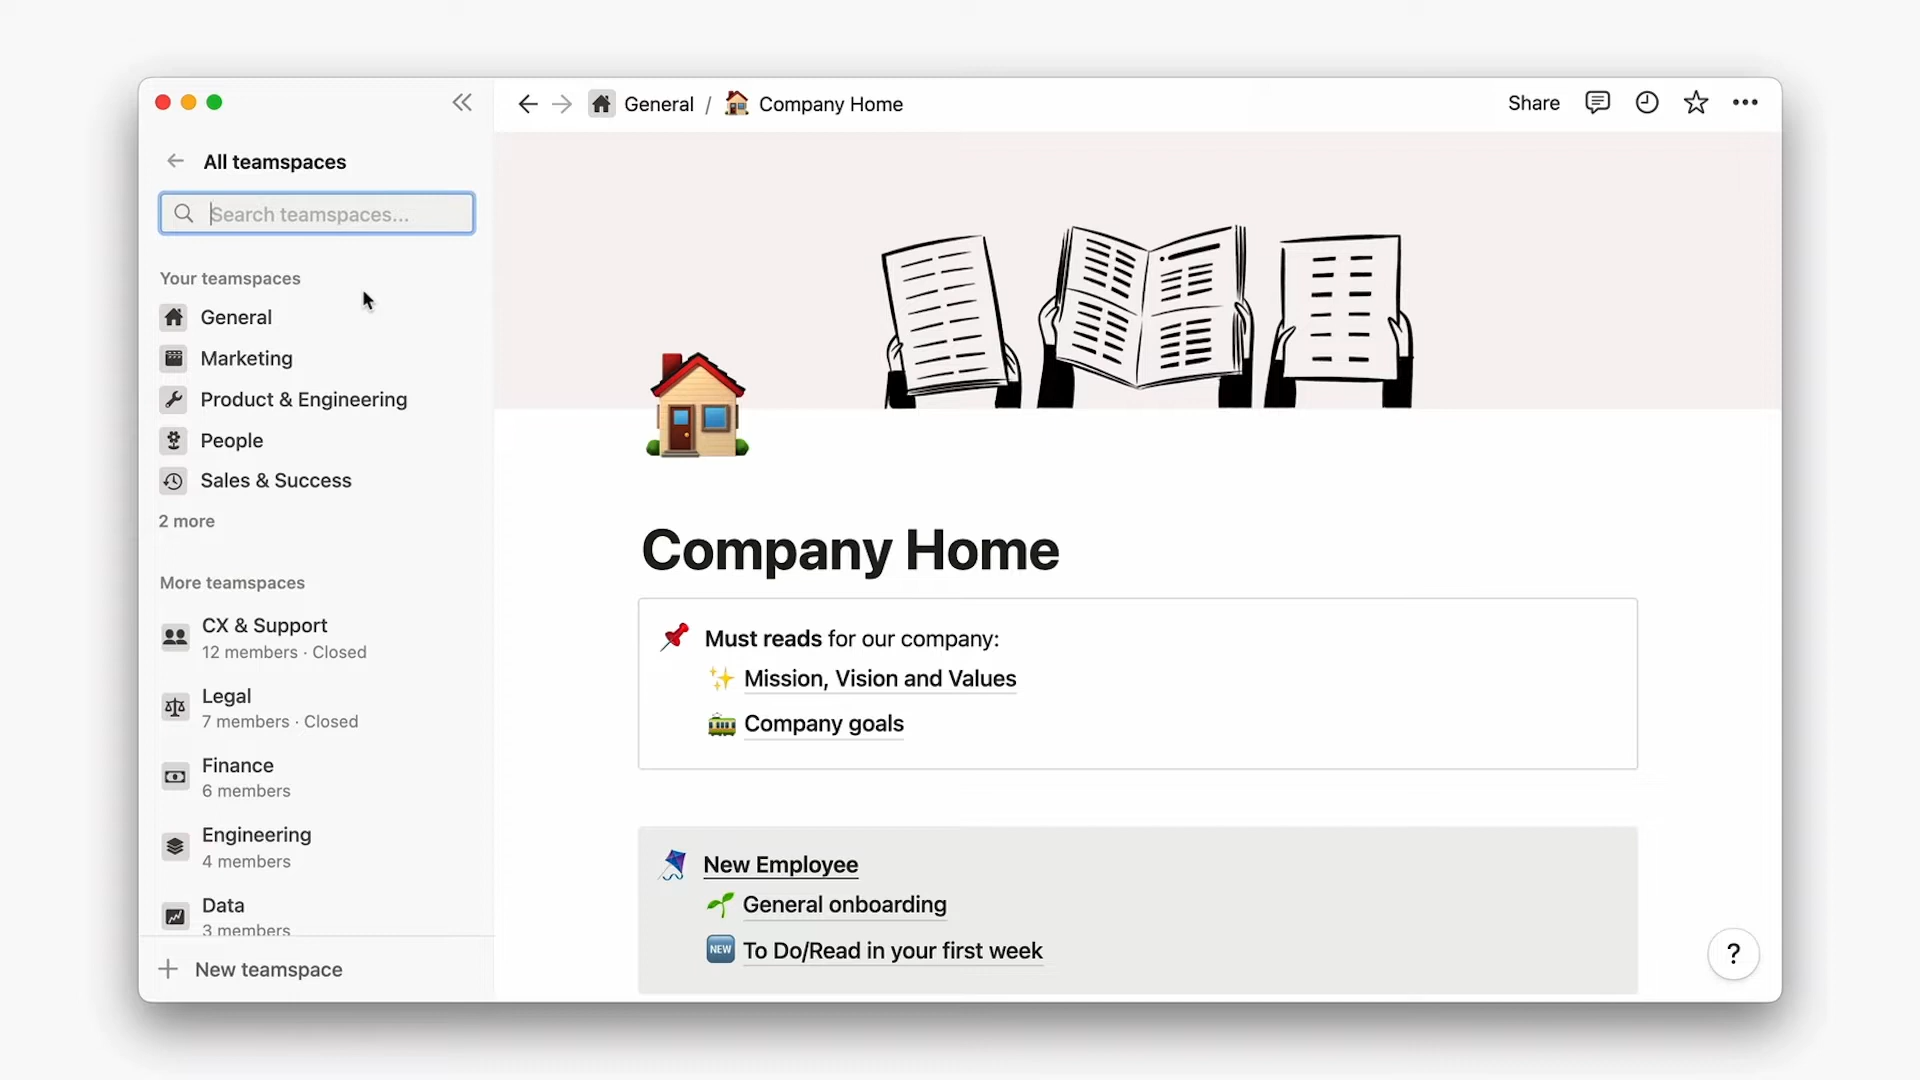 All teamspaces
Search teamspaces...
Your teamspaces
General
Marketing
Product & Engineering
People
Sales & Success
2 more
More teamspaces
CX & Support
12 members · Closed
Legal
7 members · Closed
Finance
6 members
Engineering
4 members
Data
3 members
New teamspace
General / Company Home
Share
Company Home
Must reads for our company:
Mission, Vision and Values
Company goals
New Employee
General onboarding
NEW To Do/Read in your first week
?